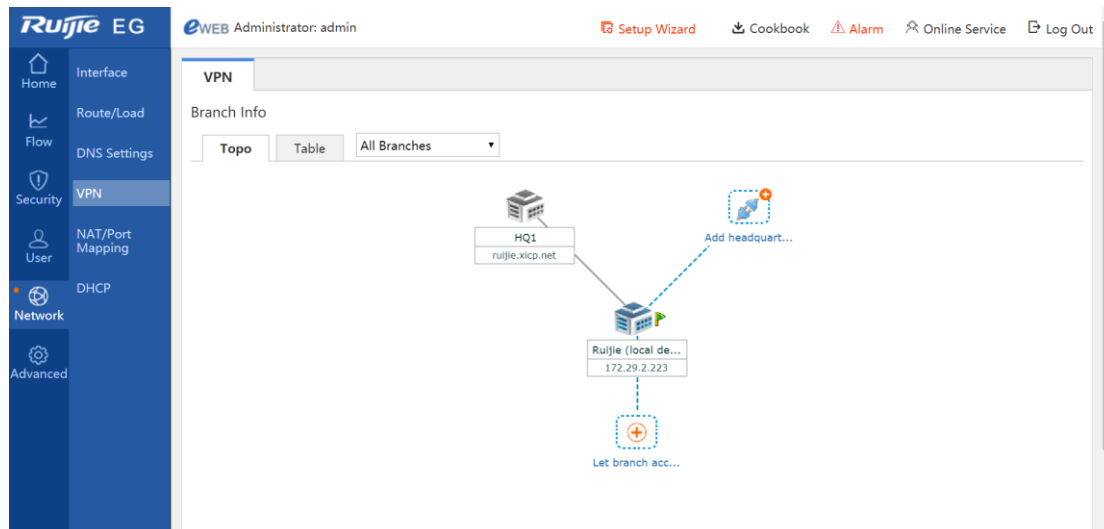 Ruijie EG
eWEB Administrator: admin
Setup Wizard
Cookbook
Alarm
Online Service
Log Out
Home
Flow
Security
User
Network
Advanced
Interface
Route/Load
DNS Settings
VPN
NAT/Port
Mapping
DHCP
VPN
Branch Info
Topo
Table
All Branches
HQ1
ruijie.xicp.net
Add headquart...
Ruijie (local de...
172.29.2.223
Let branch acc...